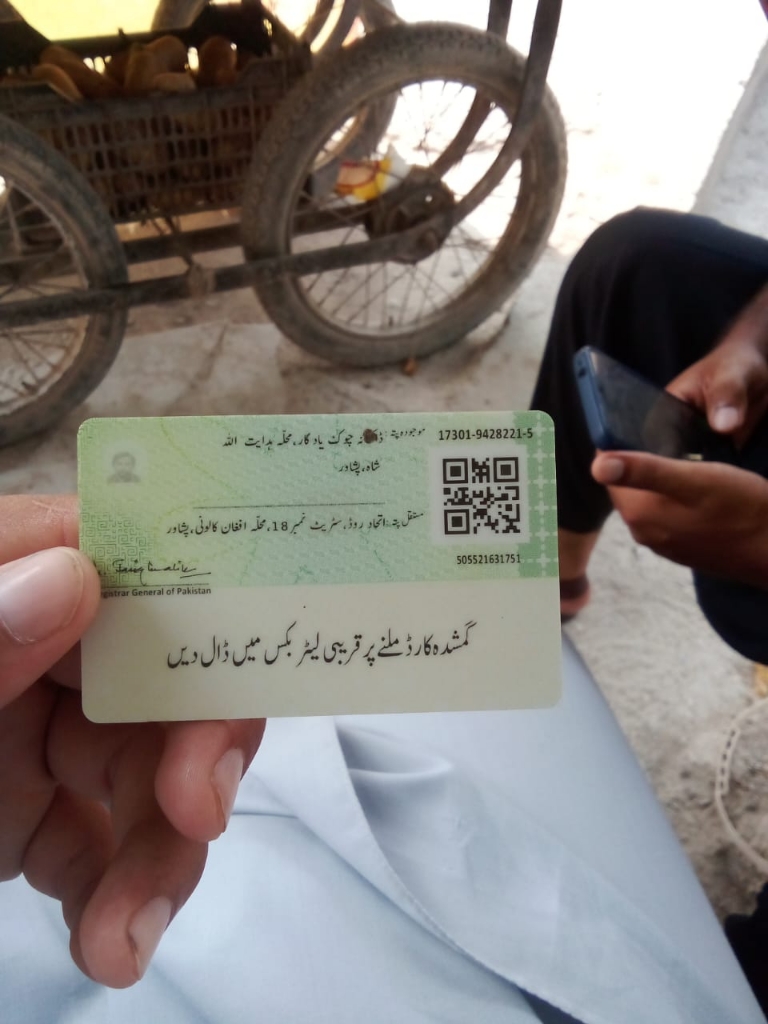 17301-9428221-5
موجودہ پتہ: ڈاکخانہ چوک یادگار، محلہ ہدایت اللہ
شاہ، پشاور
مستقل پتہ: اتحاد روڈ، سٹریٹ نمبر 18، محلہ افغان کالونی، پشاور
505521631751
Registrar General of Pakistan
گمشدہ کارڈ ملنے پر قریبی لیٹر بکس میں ڈال دیں